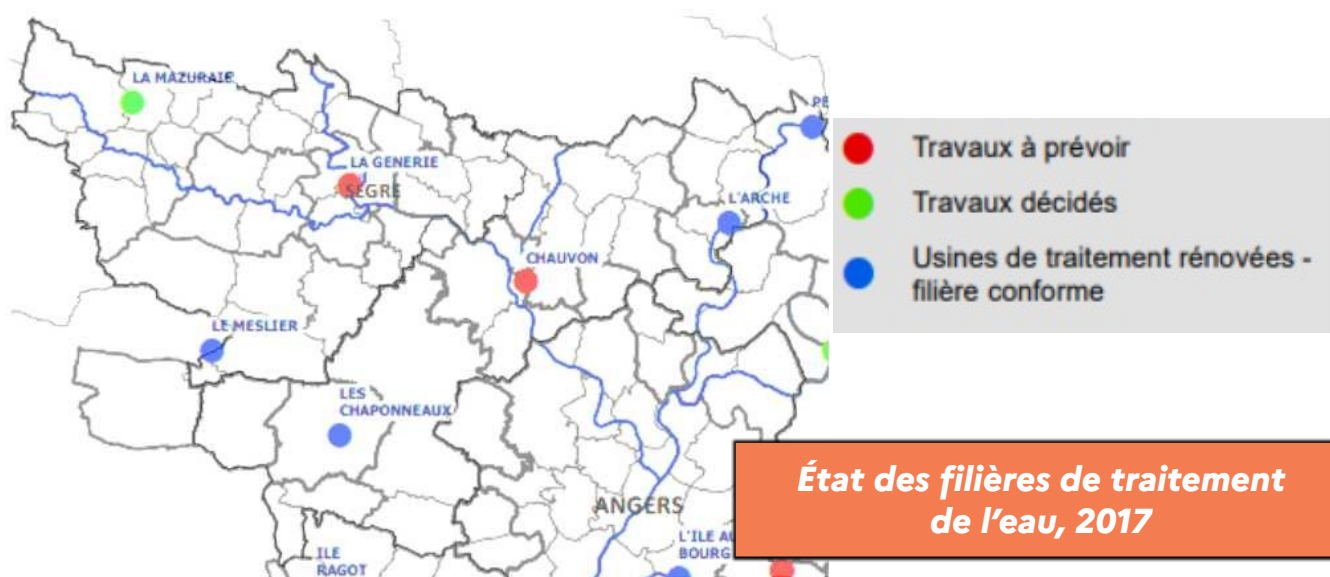 LA MAZURAIE
PE
LA GENERIE
SEGRE
L'ARCHE
CHAUVON
LE MESLIER
LES
CHAPONNEAUX
ANGERS
L'ILE AU
BOURG
ILE
RAGOT
Travaux à prévoir
Travaux décidés
Usines de traitement rénovées -
filière conforme
État des filières de traitement
de l'eau, 2017